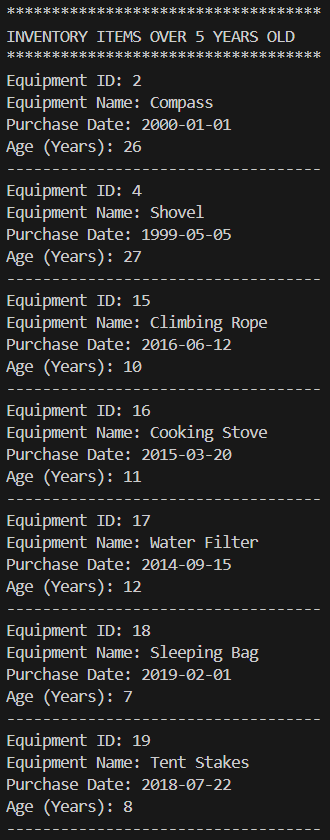 ***********************************
INVENTORY ITEMS OVER 5 YEARS OLD
***********************************
Equipment ID: 2
Equipment Name: Compass
Purchase Date: 2000-01-01
Age (Years): 26
-----------------------------------
Equipment ID: 4
Equipment Name: Shovel
Purchase Date: 1999-05-05
Age (Years): 27
-----------------------------------
Equipment ID: 15
Equipment Name: Climbing Rope
Purchase Date: 2016-06-12
Age (Years): 10
-----------------------------------
Equipment ID: 16
Equipment Name: Cooking Stove
Purchase Date: 2015-03-20
Age (Years): 11
-----------------------------------
Equipment ID: 17
Equipment Name: Water Filter
Purchase Date: 2014-09-15
Age (Years): 12
-----------------------------------
Equipment ID: 18
Equipment Name: Sleeping Bag
Purchase Date: 2019-02-01
Age (Years): 7
-----------------------------------
Equipment ID: 19
Equipment Name: Tent Stakes
Purchase Date: 2018-07-22
Age (Years): 8
-----------------------------------